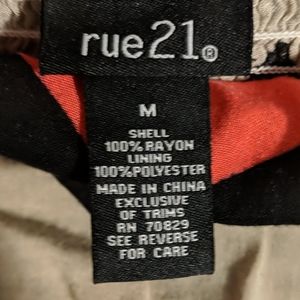 rue21®
M
SHELL
100% RAYON
LINING
100% POLYESTER
MADE IN CHINA
EXCLUSIVE
OF TRIMS
RN 70829
SEE REVERSE
FOR CARE